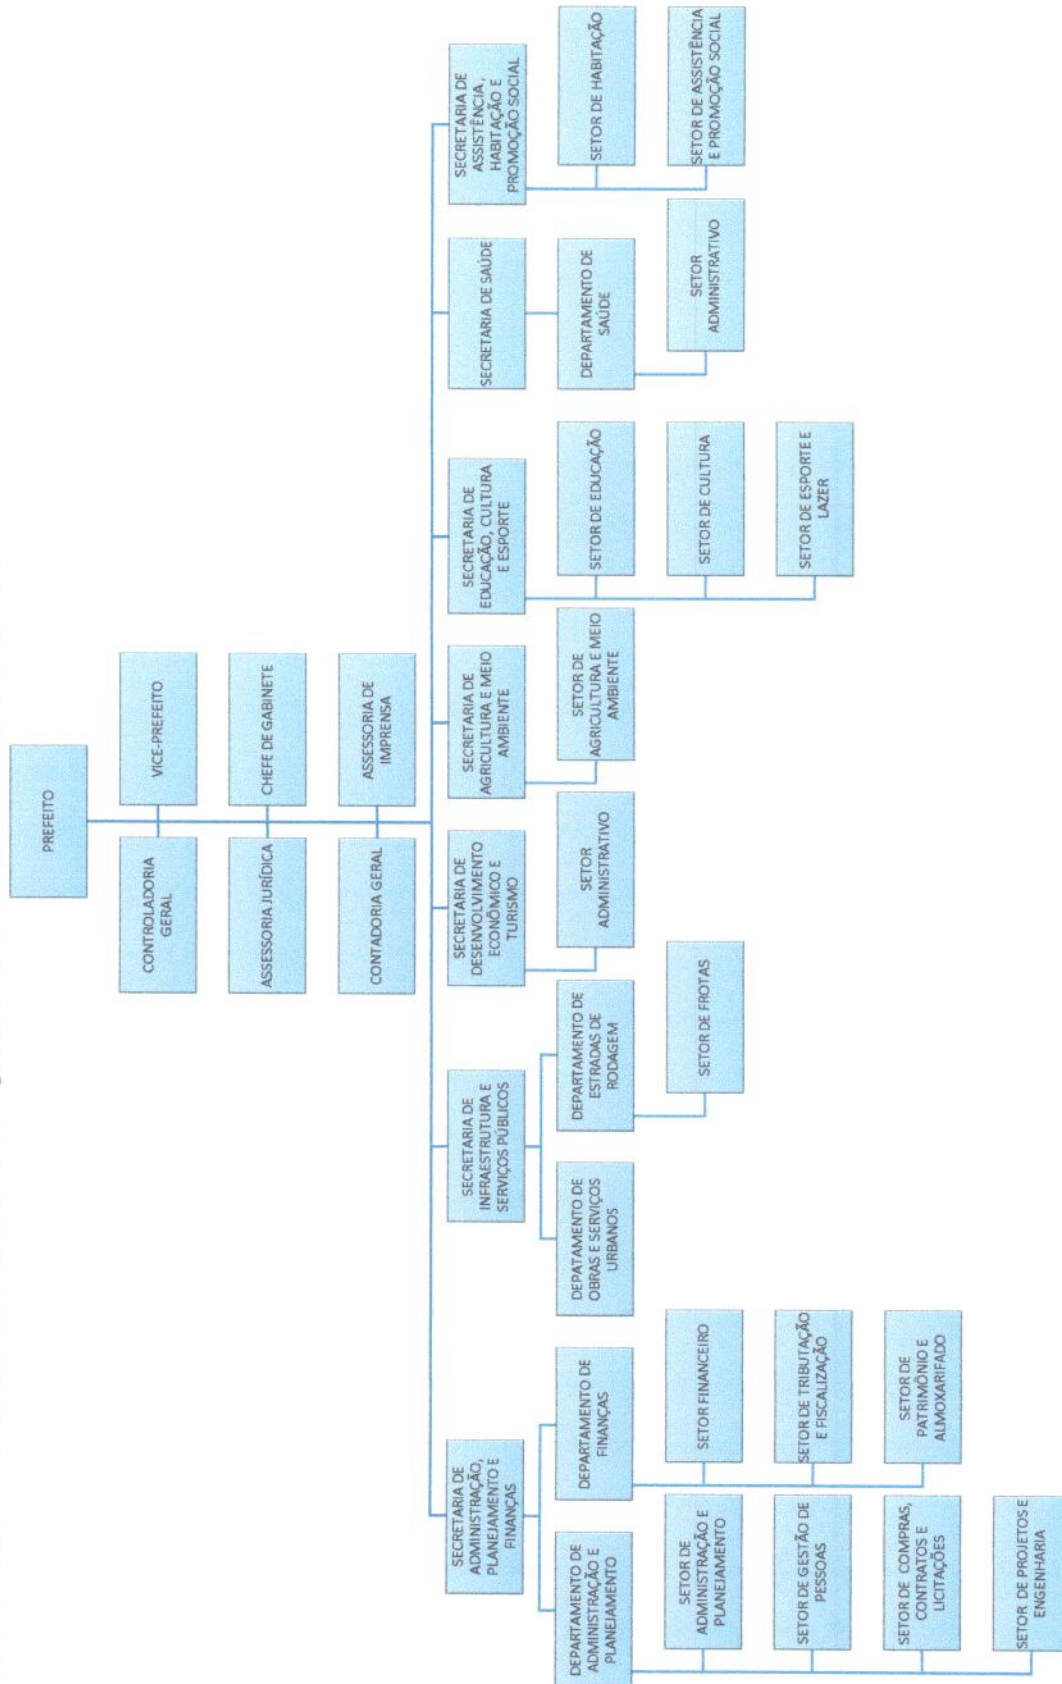 PREFEITO
CONTROLADORIA
GERAL
VICE-PREFEITO
ASSESSORIA JURÍDICA
CHEFE DE GABINETE
CONTADORIA GERAL
ASSESSORIA DE
IMPRENSA
SECRETARIA DE
ADMINISTRAÇÃO,
PLANEJAMENTO E
FINANÇAS
DEPARTAMENTO DE
ADMINISTRAÇÃO E
PLANEJAMENTO
SETOR DE
ADMINISTRAÇÃO E
PLANEJAMENTO
SETOR DE GESTÃO DE
PESSOAS
SETOR DE COMPRAS,
CONTRATOS E
LICITAÇÕES
SETOR DE PROJETOS E
ENGENHARIA
DEPARTAMENTO DE
FINANÇAS
SETOR FINANCEIRO
SETOR DE TRIBUTAÇÃO
E FISCALIZAÇÃO
SETOR DE
PATRIMÔNIO E
ALMOXARIFADO
SECRETARIA DE
INFRAESTRUTURA E
SERVIÇOS PÚBLICOS
DEPATAMENTO DE
OBRAS E SERVIÇOS
URBANOS
DEPARTAMENTO DE
ESTRADAS DE
RODAGEM
SETOR DE FROTAS
SECRETARIA DE
DESENVOLVIMENTO
ECONÔMICO E
TURISMO
SETOR
ADMINISTRATIVO
SECRETARIA DE
AGRICULTURA E MEIO
AMBIENTE
SETOR DE
AGRICULTURA E MEIO
AMBIENTE
SECRETARIA DE
EDUCAÇÃO, CULTURA
E ESPORTE
SETOR DE EDUCAÇÃO
SETOR DE CULTURA
SETOR DE ESPORTE E
LAZER
SECRETARIA DE SAÚDE
DEPARTAMENTO DE
SAÚDE
SETOR
ADMINISTRATIVO
SECRETARIA DE
ASSISTÊNCIA,
HABITAÇÃO E
PROMOÇÃO SOCIAL
SETOR DE HABITAÇÃO
SETOR DE ASSISTÊNCIA
E PROMOÇÃO SOCIAL